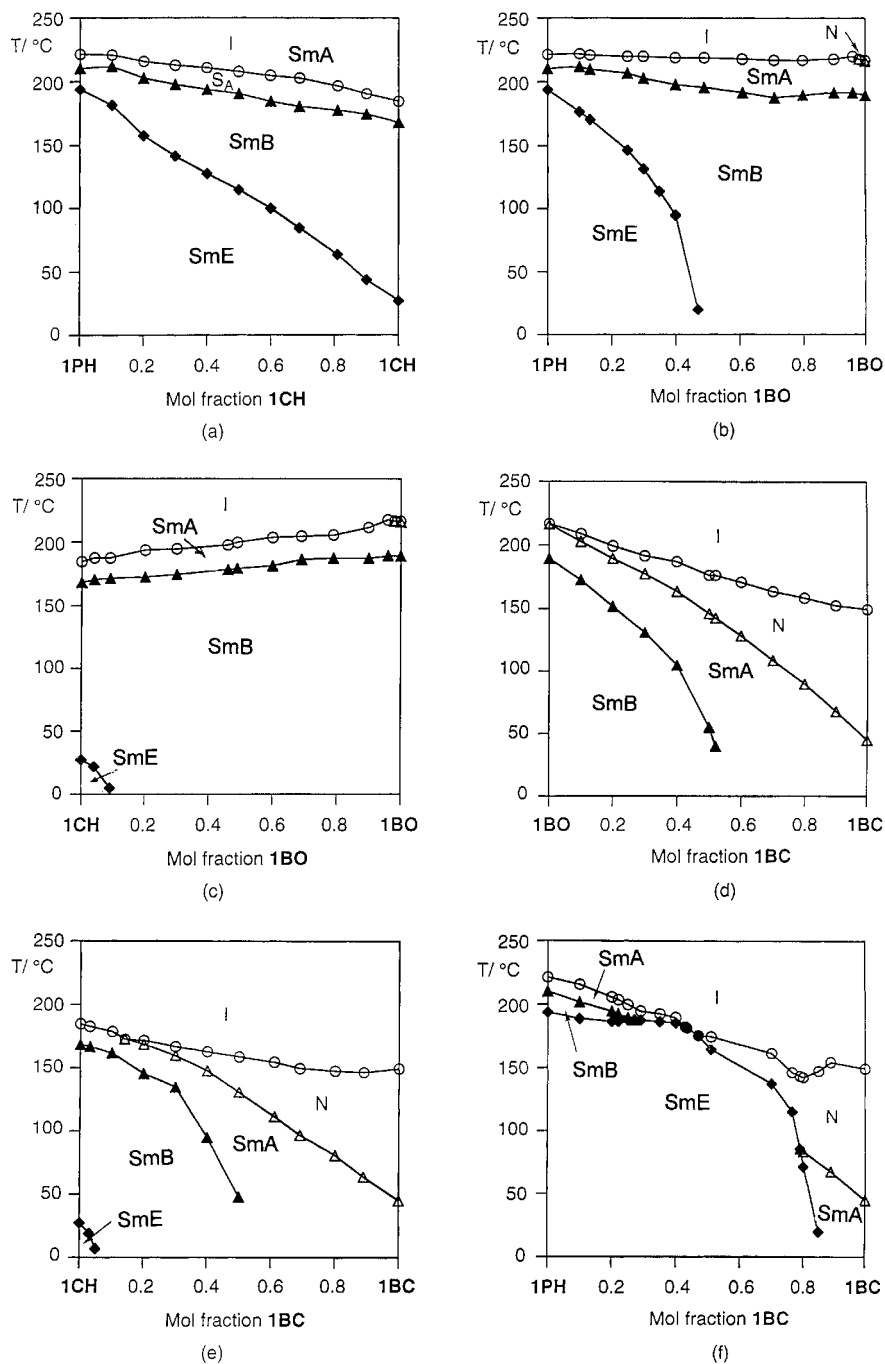 250
T/ °C
200
150
100
50
0
I
SmA
S_A
SmB
SmE
1PH 0.2 0.4 0.6 0.8 1CH
Mol fraction 1CH
(a)
250
T/ °C
200
150
100
50
0
I
N
SmA
SmB
SmE
1PH 0.2 0.4 0.6 0.8 1BO
Mol fraction 1BO
(b)
250
T/ °C
200
150
100
50
0
I
SmA
SmB
SmE
1CH 0.2 0.4 0.6 0.8 1BO
Mol fraction 1BO
(c)
250
T/ °C
200
150
100
50
0
I
N
SmA
SmB
1BO 0.2 0.4 0.6 0.8 1BC
Mol fraction 1BC
(d)
250
T/ °C
200
150
100
50
0
I
N
SmA
SmB
SmE
1CH 0.2 0.4 0.6 0.8 1BC
Mol fraction 1BC
(e)
250
T/ °C
200
150
100
50
0
SmA
I
SmB
SmE
N
SmA
1PH 0.2 0.4 0.6 0.8 1BC
Mol fraction 1BC
(f)